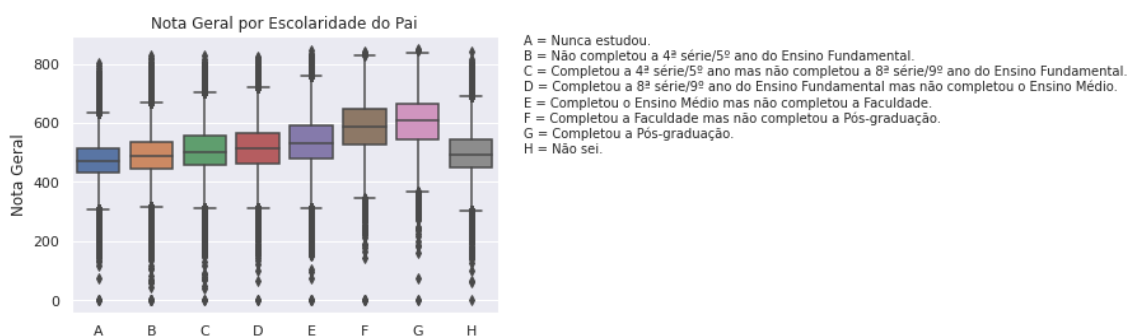 Nota Geral por Escolaridade do Pai
Nota Geral
800
600
400
200
0
A B C D E F G H
A = Nunca estudou.
B = Não completou a 4ª série/5º ano do Ensino Fundamental.
C = Completou a 4ª série/5º ano mas não completou a 8ª série/9º ano do Ensino Fundamental.
D = Completou a 8ª série/9º ano do Ensino Fundamental mas não completou o Ensino Médio.
E = Completou o Ensino Médio mas não completou a Faculdade.
F = Completou a Faculdade mas não completou a Pós-graduação.
G = Completou a Pós-graduação.
H = Não sei.